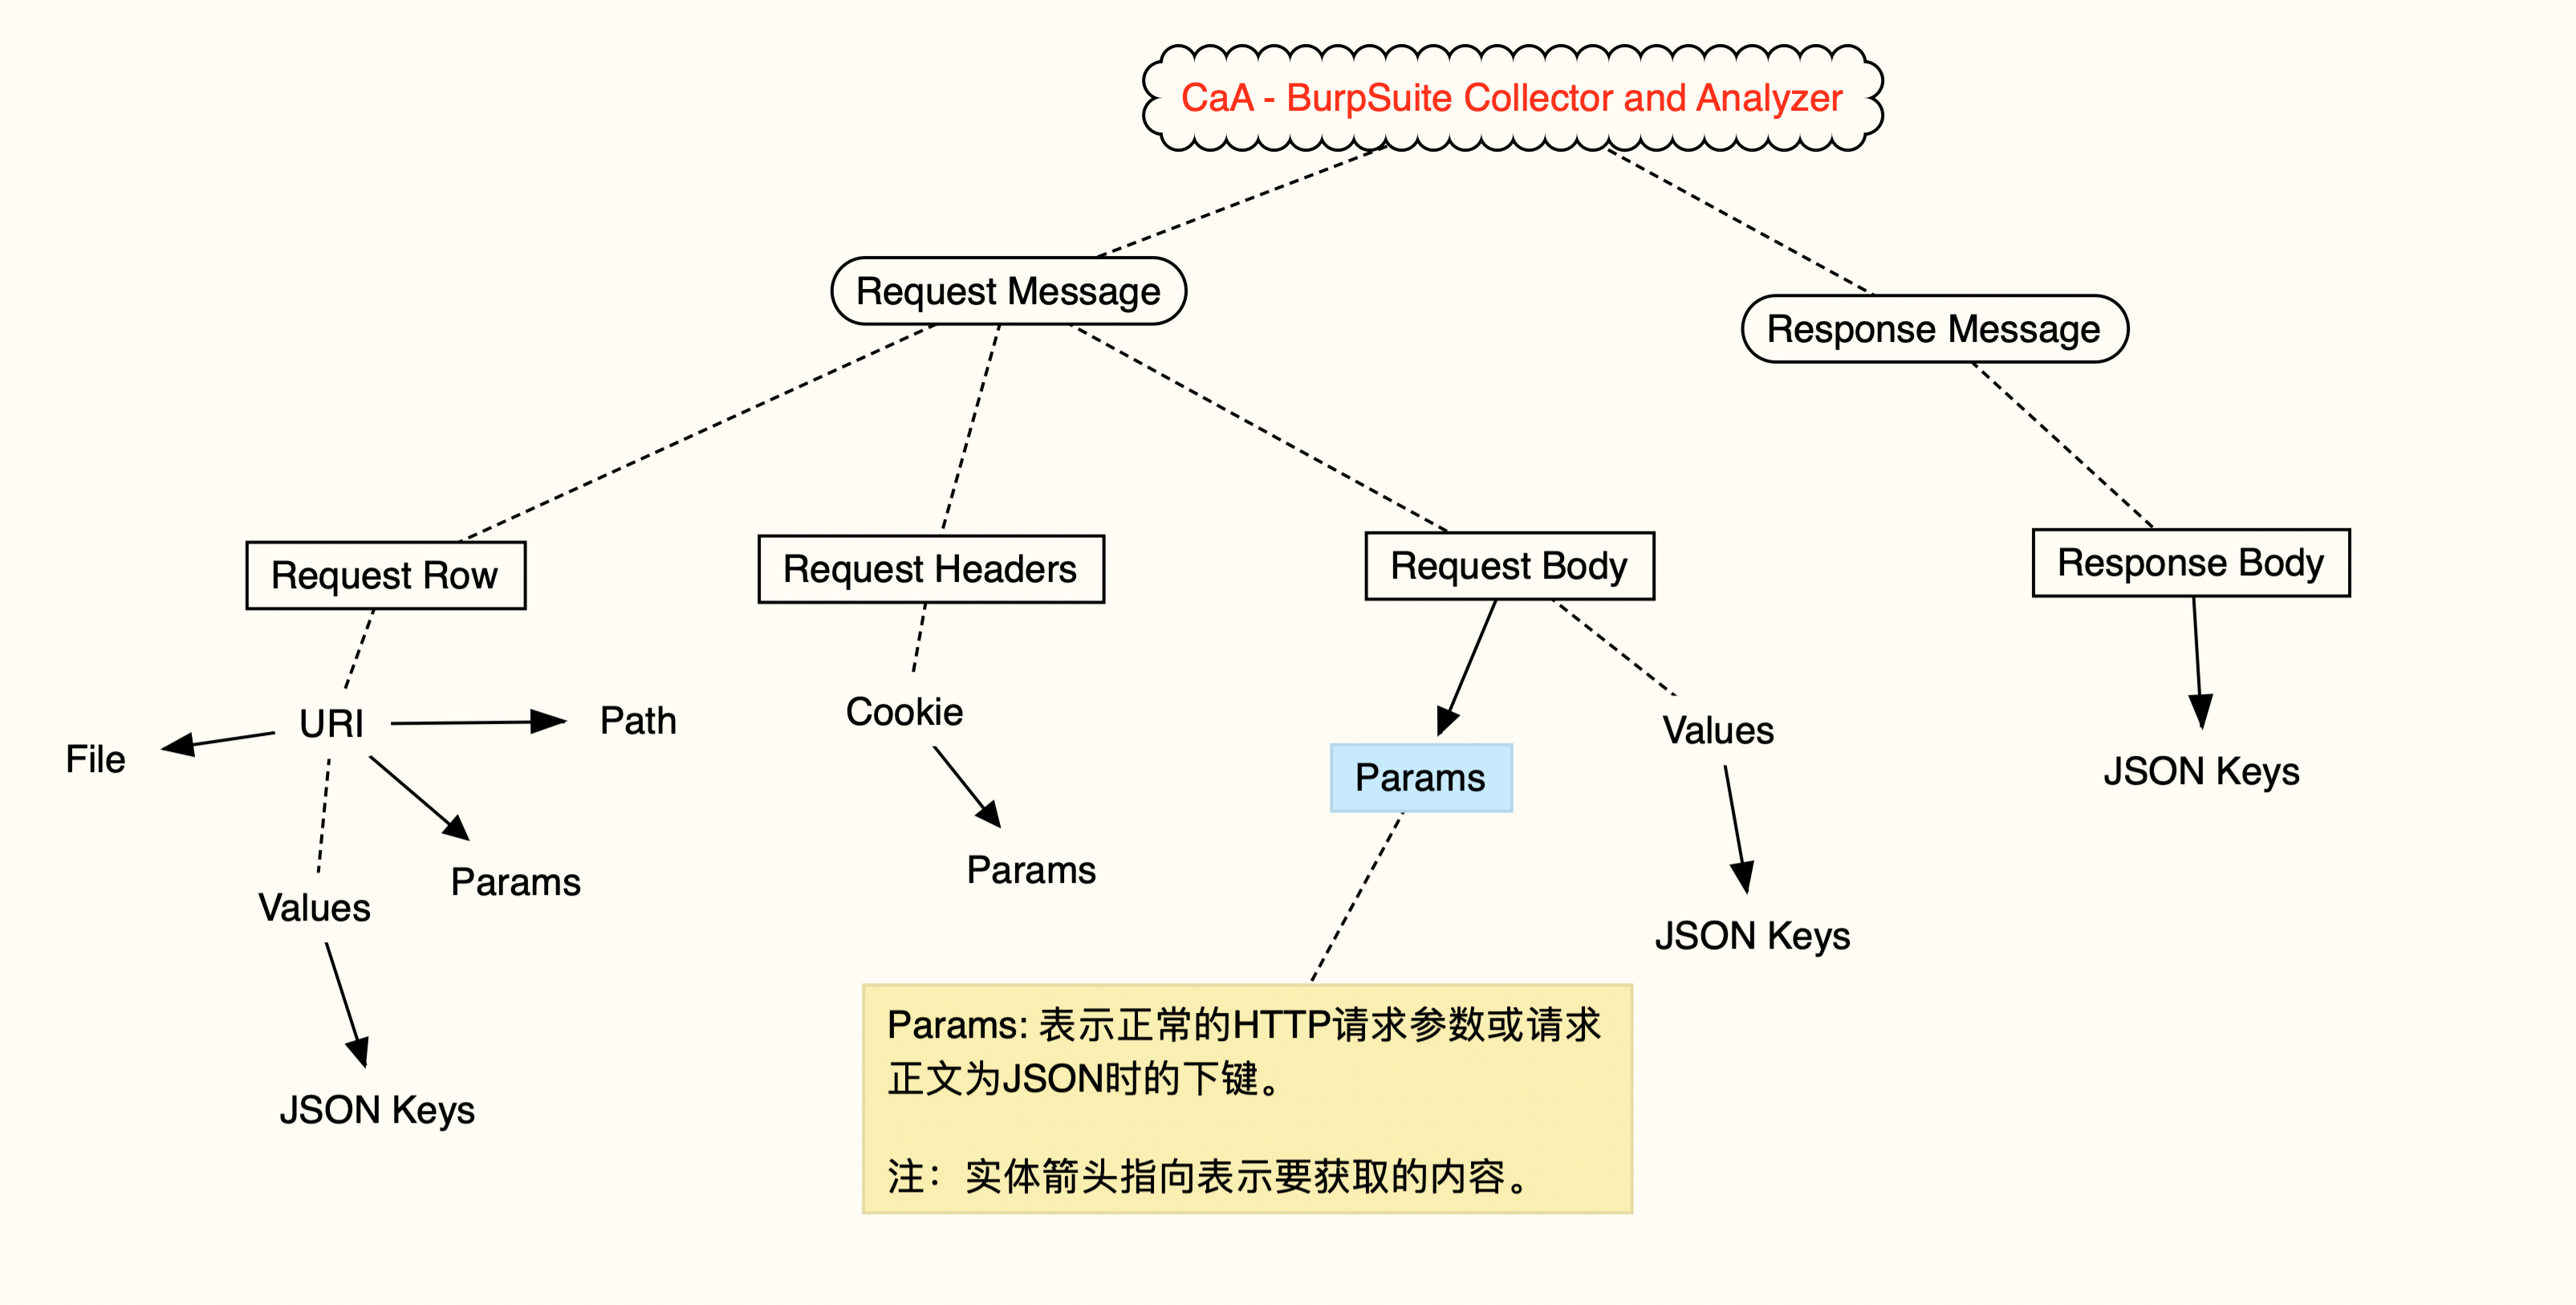 CaA - BurpSuite Collector and Analyzer
Request Message
Response Message
Request Row
Request Headers
Request Body
Response Body
URI
Path
File
Cookie
Params
Values
JSON Keys
Params
Params
Values
JSON Keys
JSON Keys
Params: 表示正常的HTTP请求参数或请求
正文为JSON时的下键。
注：实体箭头指向表示要获取的内容。